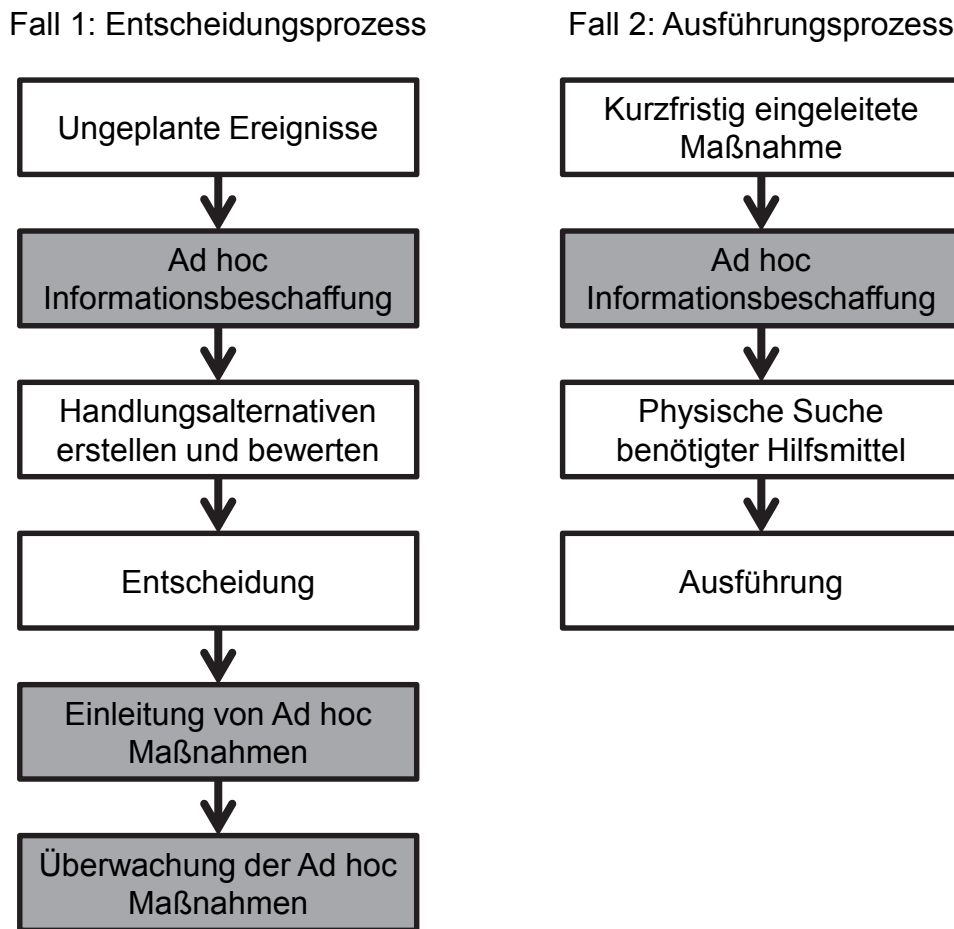 Fall 1: Entscheidungsprozess
Ungeplante Ereignisse
Ad hoc
Informationsbeschaffung
Handlungsalternativen
erstellen und bewerten
Entscheidung
Einleitung von Ad hoc
Maßnahmen
Überwachung der Ad hoc
Maßnahmen
Fall 2: Ausführungsprozess
Kurzfristig eingeleitete
Maßnahme
Ad hoc
Informationsbeschaffung
Physische Suche
benötigter Hilfsmittel
Ausführung